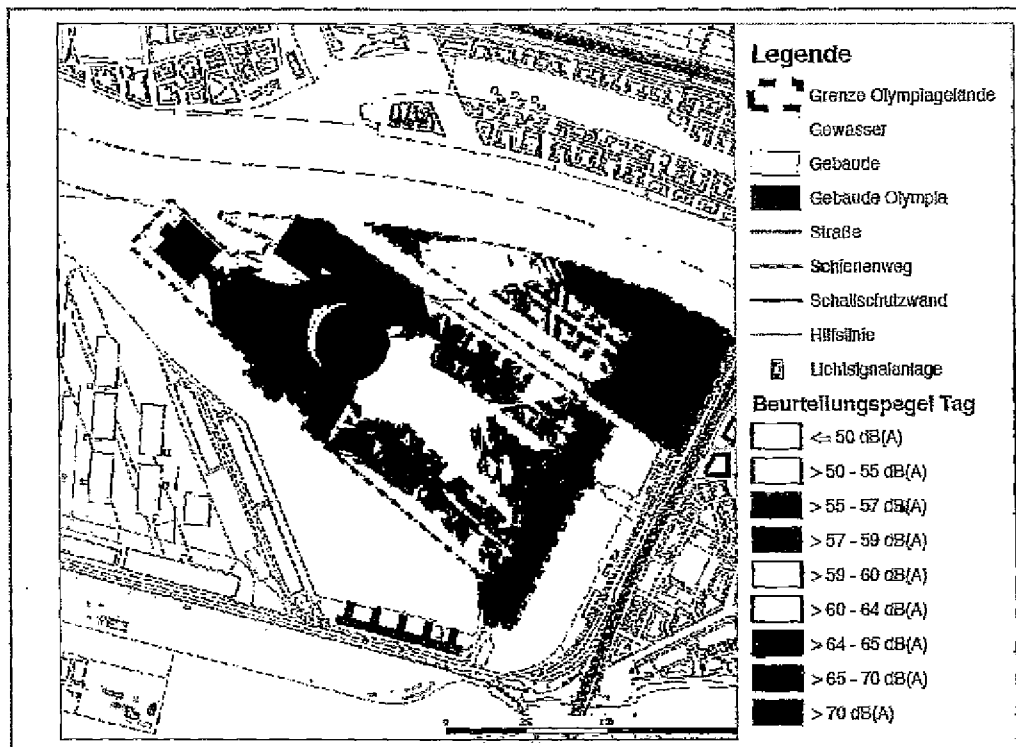 Legende
Grenze Olympiagelände
Gewässer
Gebäude
Gebäude Olympia
Straße
Schienenweg
Schallschutzwand
Hilfslinie
Lichtsignalanlage
Beurteilungspegel Tag
<= 50 dB(A)
> 50 - 55 dB(A)
> 55 - 57 dB(A)
> 57 - 59 dB(A)
> 59 - 60 dB(A)
> 60 - 64 dB(A)
> 64 - 65 dB(A)
> 65 - 70 dB(A)
> 70 dB(A)